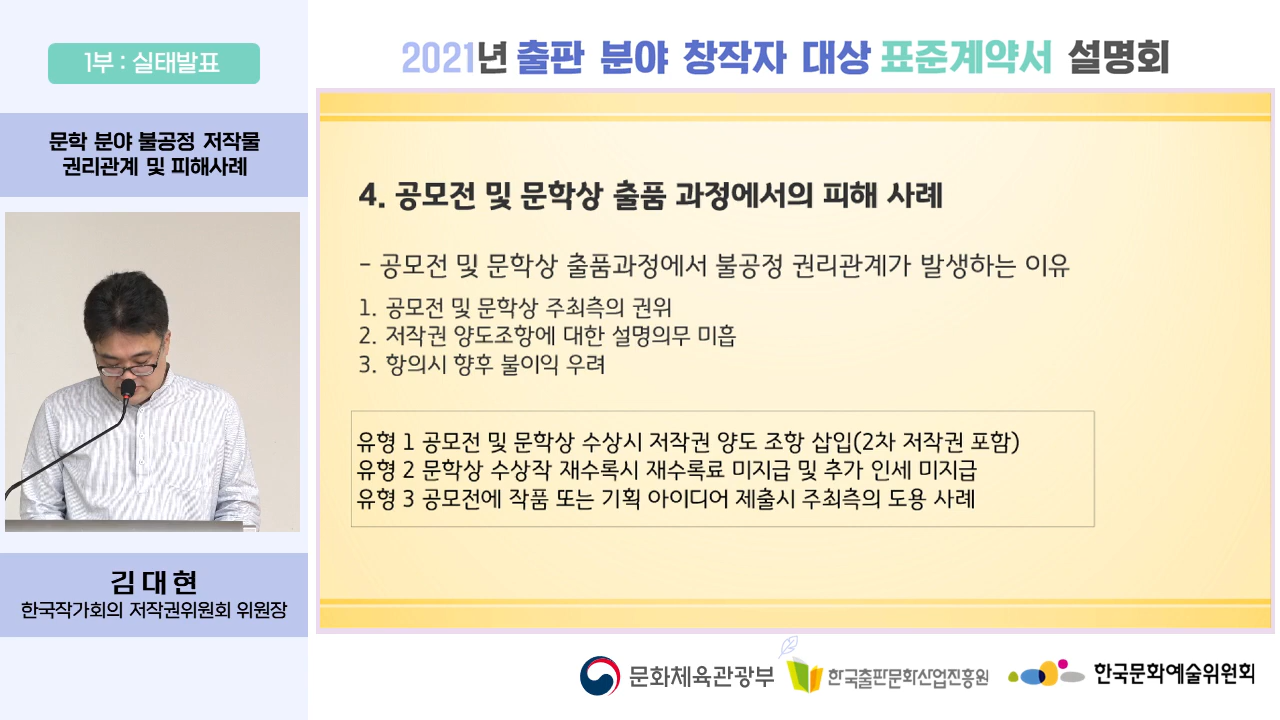 1부 : 실태발표
2021년 출판 분야 창작자 대상 표준계약서 설명회
문학 분야 불공정 저작물
권리관계 및 피해사례
4. 공모전 및 문학상 출품 과정에서의 피해 사례
- 공모전 및 문학상 출품과정에서 불공정 권리관계가 발생하는 이유
1. 공모전 및 문학상 주최측의 권위
2. 저작권 양도조항에 대한 설명의무 미흡
3. 항의시 향후 불이익 우려
유형 1 공모전 및 문학상 수상시 저작권 양도 조항 삽입(2차 저작권 포함)
유형 2 문학상 수상작 재수록시 재수록료 미지급 및 추가 인세 미지급
유형 3 공모전에 작품 또는 기획 아이디어 제출시 주최측의 도용 사례
김대현
한국작가회의 저작권위원회 위원장
문화체육관광부
한국출판문화산업진흥원
한국문화예술위원회